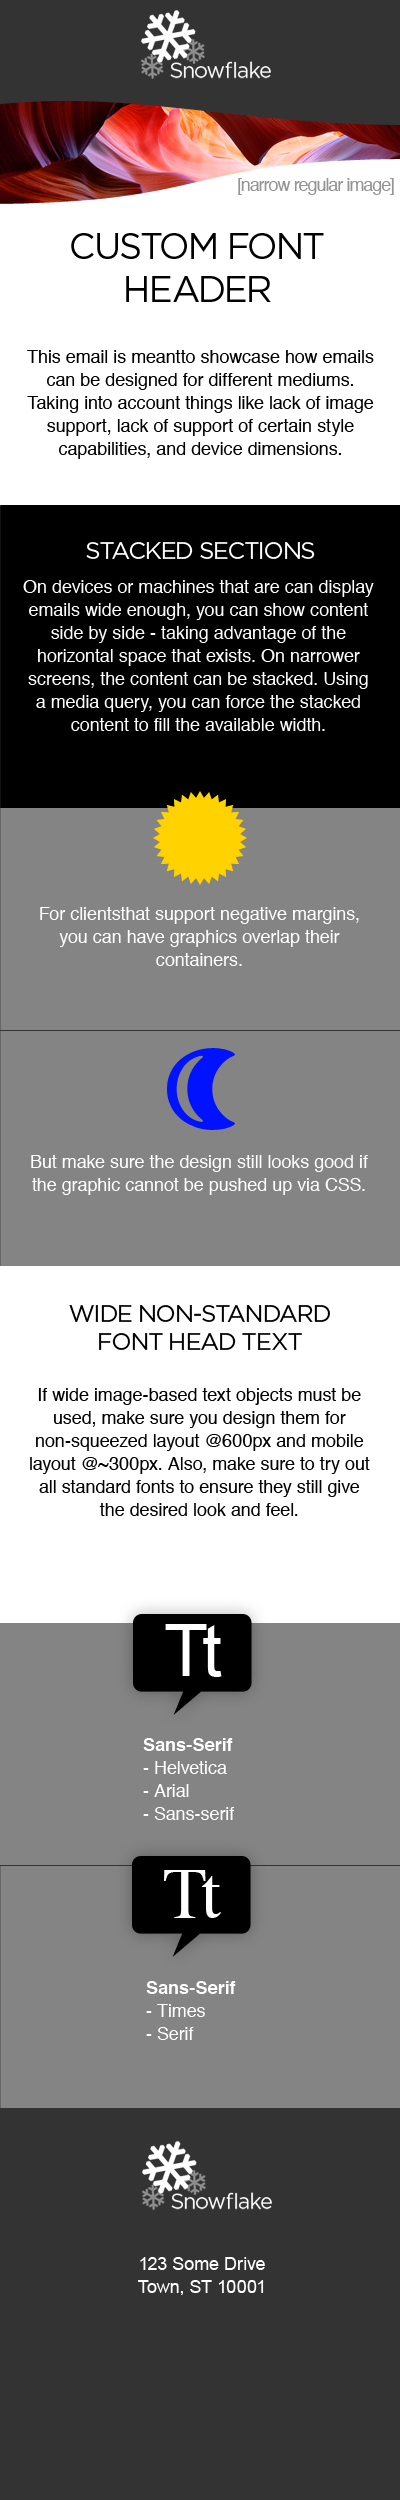 Snowflake
[narrow regular image]
CUSTOM FONT
HEADER
This email is meantto showcase how emails
can be designed for different mediums.
Taking into account things like lack of image
support, lack of support of certain style
capabilities, and device dimensions.
STACKED SECTIONS
On devices or machines that are can display
emails wide enough, you can show content
side by side - taking advantage of the
horizontal space that exists. On narrower
screens, the content can be stacked. Using
a media query, you can force the stacked
content to fill the available width.
For clientsthat support negative margins,
you can have graphics overlap their
containers.
But make sure the design still looks good if
the graphic cannot be pushed up via CSS.
WIDE NON-STANDARD
FONT HEAD TEXT
If wide image-based text objects must be
used, make sure you design them for
non-squeezed layout @600px and mobile
layout @~300px. Also, make sure to try out
all standard fonts to ensure they still give
the desired look and feel.
Tt
Sans-Serif
- Helvetica
- Arial
- Sans-serif
Tt
Sans-Serif
- Times
- Serif
Snowflake
123 Some Drive
Town, ST 10001